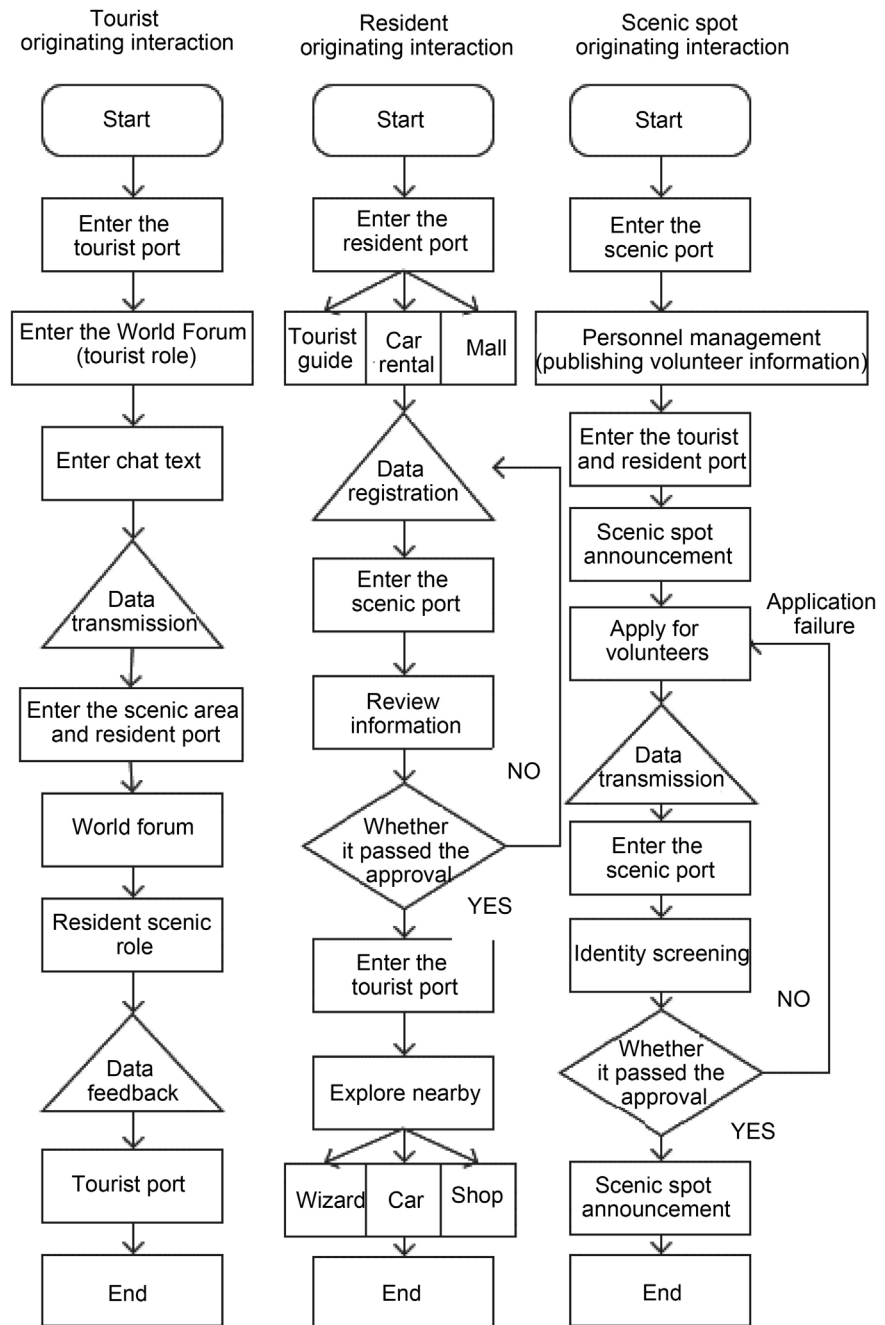 Tourist
originating interaction
Start
Enter the
tourist port
Enter the World Forum
(tourist role)
Enter chat text
Data
transmission
Enter the scenic area
and resident port
World forum
Resident scenic
role
Data
feedback
Tourist port
End
Resident
originating interaction
Start
Enter the
resident port
Tourist
guide
Car
rental
Mall
Data
registration
Enter the
scenic port
Review
information
NO
Whether
it passed the
approval
YES
Enter the
tourist port
Explore nearby
Wizard
Car
Shop
End
Scenic spot
originating interaction
Start
Enter the
scenic port
Personnel management
(publishing volunteer information)
Enter the tourist
and resident port
Scenic spot
announcement
Application
failure
Apply for
volunteers
Data
transmission
Enter the
scenic port
Identity screening
NO
Whether
it passed the
approval
YES
Scenic spot
announcement
End